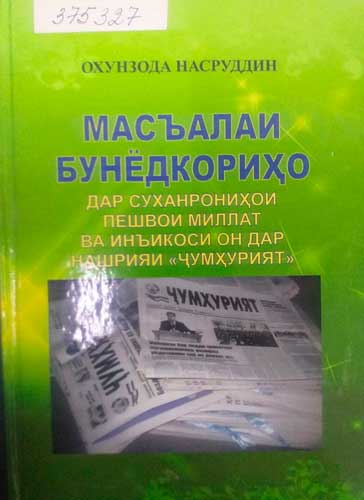 375327
ОХУНЗОДА НАСРУДДИН
МАСЪАЛАИ
БУНЁДКОРИҲО
ДАР СУХАНРОНИҲОИ
ПЕШВОИ МИЛЛАТ
ВА ИНЪИКОСИ ОН ДАР
НАШРИЯИ «ҶУМҲУРИЯТ»
ҶУМҲУРИЯТ